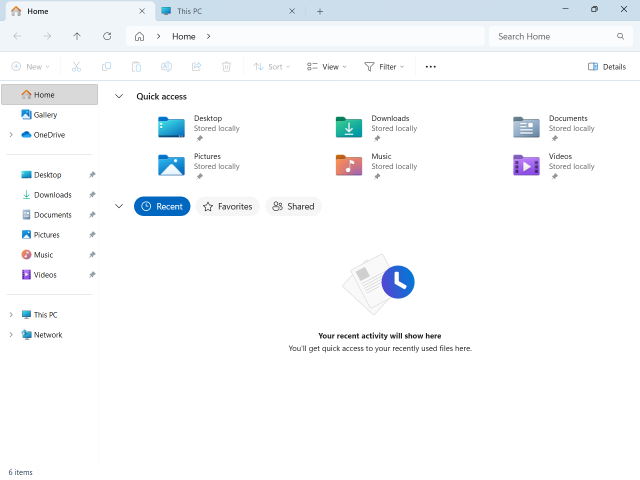 Home
This PC
Home
Search Home
New
Sort
View
Filter
Details
Home
Gallery
OneDrive
Desktop
Downloads
Documents
Pictures
Music
Videos
This PC
Network
Quick access
Desktop
Stored locally
Downloads
Stored locally
Documents
Stored locally
Pictures
Stored locally
Music
Stored locally
Videos
Stored locally
Recent
Favorites
Shared
Your recent activity will show here
You'll get quick access to your recently used files here.
6 items